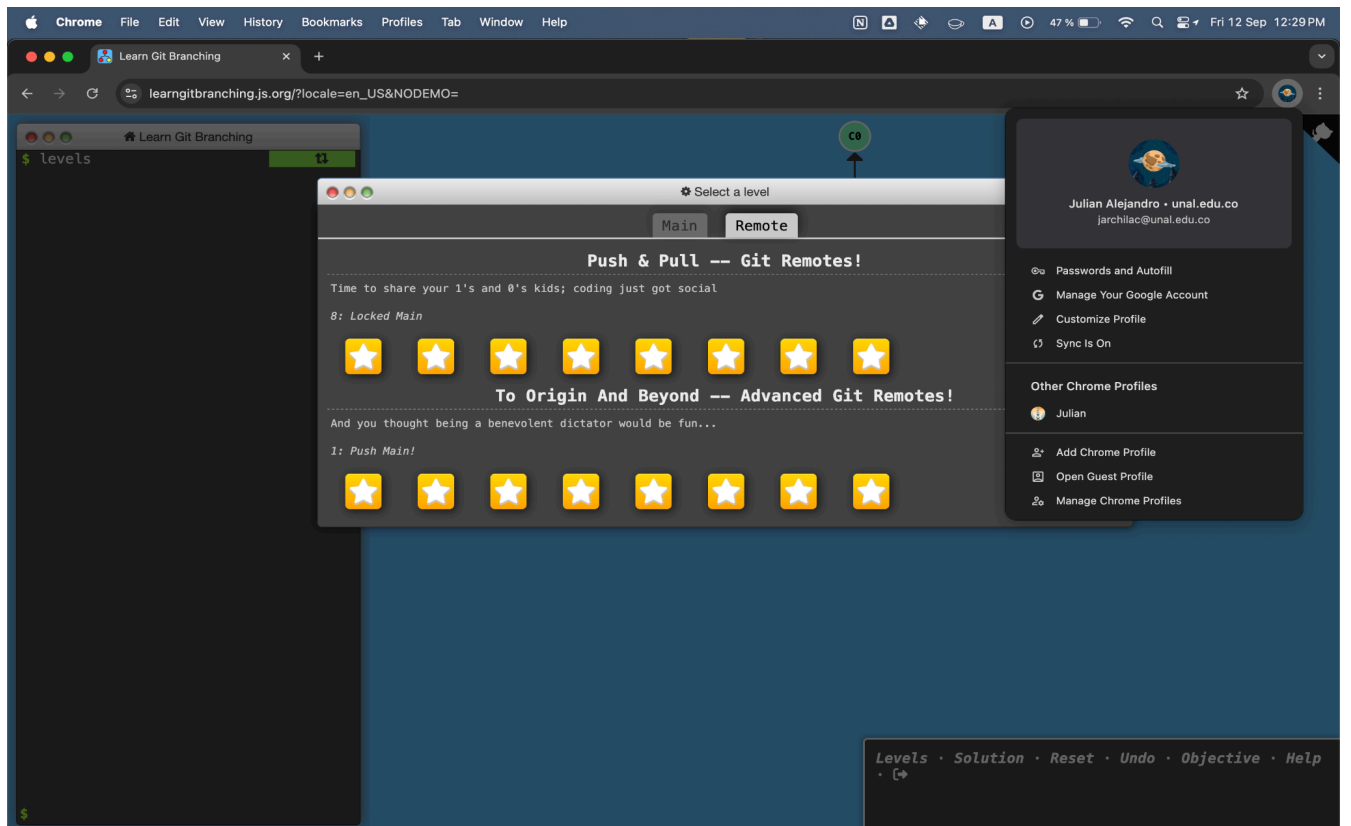 Chrome File Edit View History Bookmarks Profiles Tab Window Help N A 47 % Fri 12 Sep 12:29 PM
Learn Git Branching
learngitbranching.js.org/?locale=en_US&NODEMO=
Learn Git Branching
$ levels
C0
Select a level
Main Remote
Push & Pull -- Git Remotes!
Time to share your 1's and 0's kids; coding just got social
8: Locked Main
To Origin And Beyond -- Advanced Git Remotes!
And you thought being a benevolent dictator would be fun...
1: Push Main!
Julian Alejandro • unal.edu.co
jarchilac@unal.edu.co
Passwords and Autofill
G Manage Your Google Account
Customize Profile
Sync Is On
Other Chrome Profiles
Julian
Add Chrome Profile
Open Guest Profile
Manage Chrome Profiles
Levels · Solution · Reset · Undo · Objective · Help
·
$